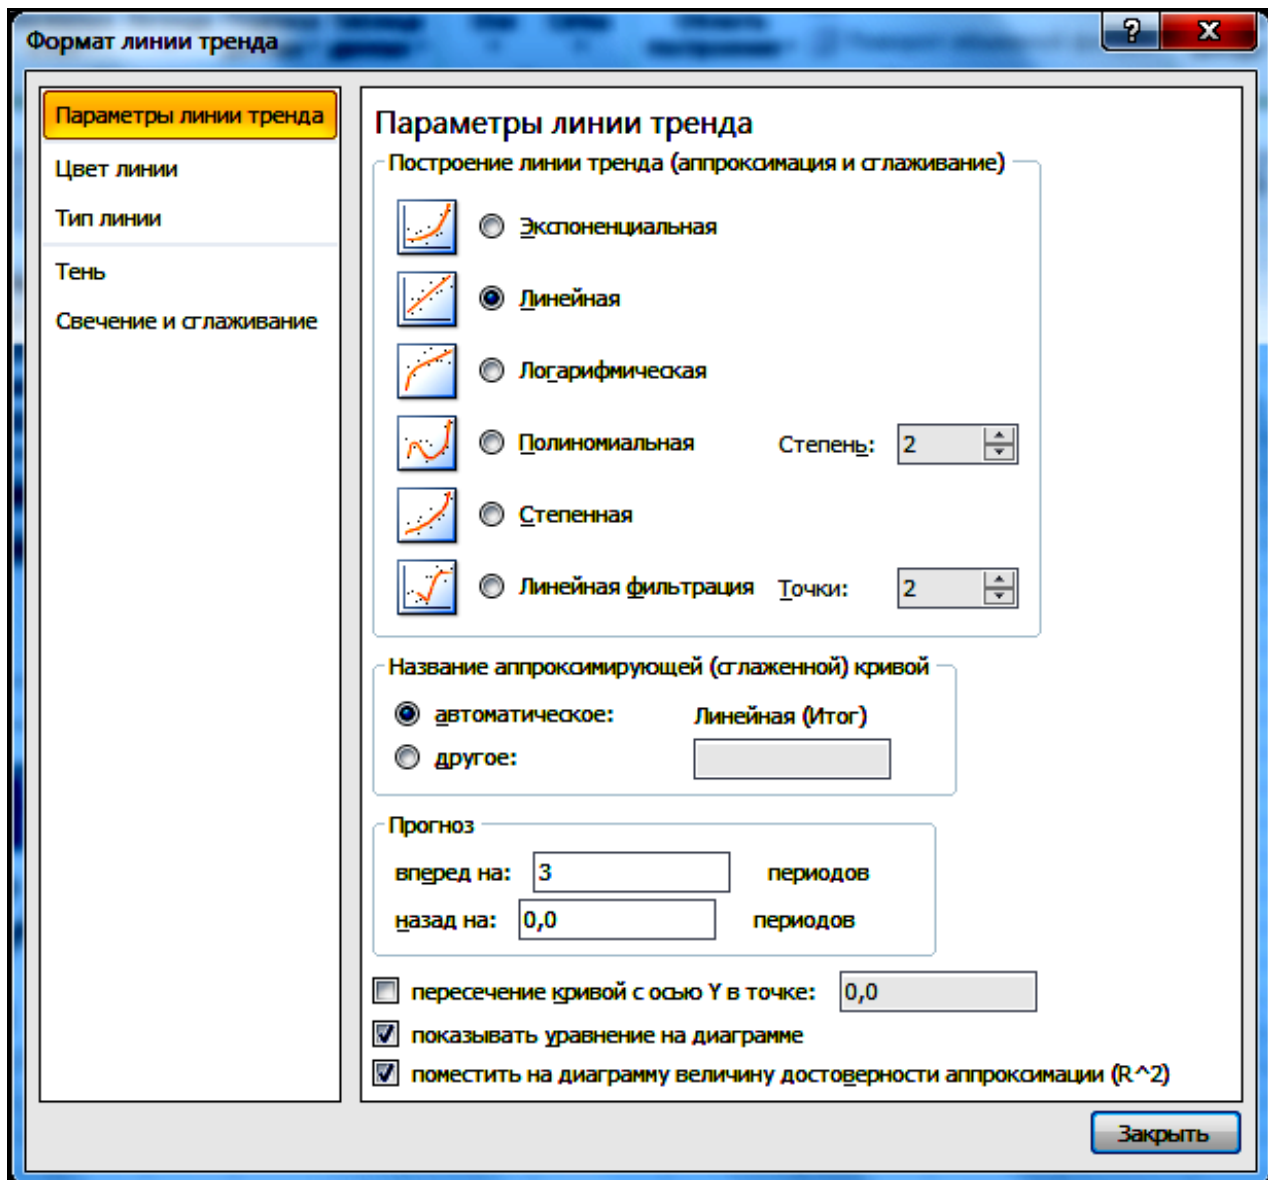 Формат линии тренда
?
X
Параметры линии тренда
Цвет линии
Тип линии
Тень
Свечение и сглаживание
Параметры линии тренда
Построение линии тренда (аппроксимация и сглаживание)
Экспоненциальная
Линейная
Логарифмическая
Полиномиальная Степень: 2
Степенная
Линейная фильтрация Точки: 2
Название аппроксимирующей (сглаженной) кривой
автоматическое: Линейная (Итог)
другое:
Прогноз
вперед на: 3 периодов
назад на: 0,0 периодов
пересечение кривой с осью Y в точке: 0,0
показывать уравнение на диаграмме
поместить на диаграмму величину достоверности аппроксимации (R^2)
Закрыть